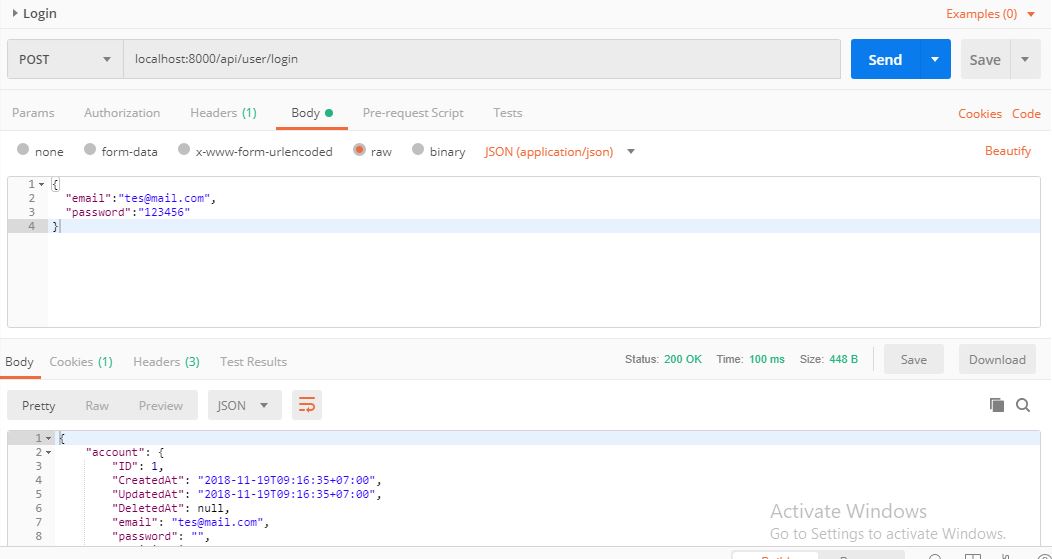 Login
Examples (0)
POST
localhost:8000/api/user/login
Send
Save
Params Authorization Headers (1) Body Pre-request Script Tests
Cookies Code
none form-data x-www-form-urlencoded raw binary JSON (application/json)
Beautify
1 {
2 "email":"tes@mail.com",
3 "password":"123456"
4 }
Body Cookies (1) Headers (3) Test Results
Status: 200 OK Time: 100 ms Size: 448 B
Save Download
Pretty Raw Preview JSON
1 {
2 "account": {
3 "ID": 1,
4 "CreatedAt": "2018-11-19T09:16:35+07:00",
5 "UpdatedAt": "2018-11-19T09:16:35+07:00",
6 "DeletedAt": null,
7 "email": "tes@mail.com",
8 "password": "",
Activate Windows
Go to Settings to activate Windows.